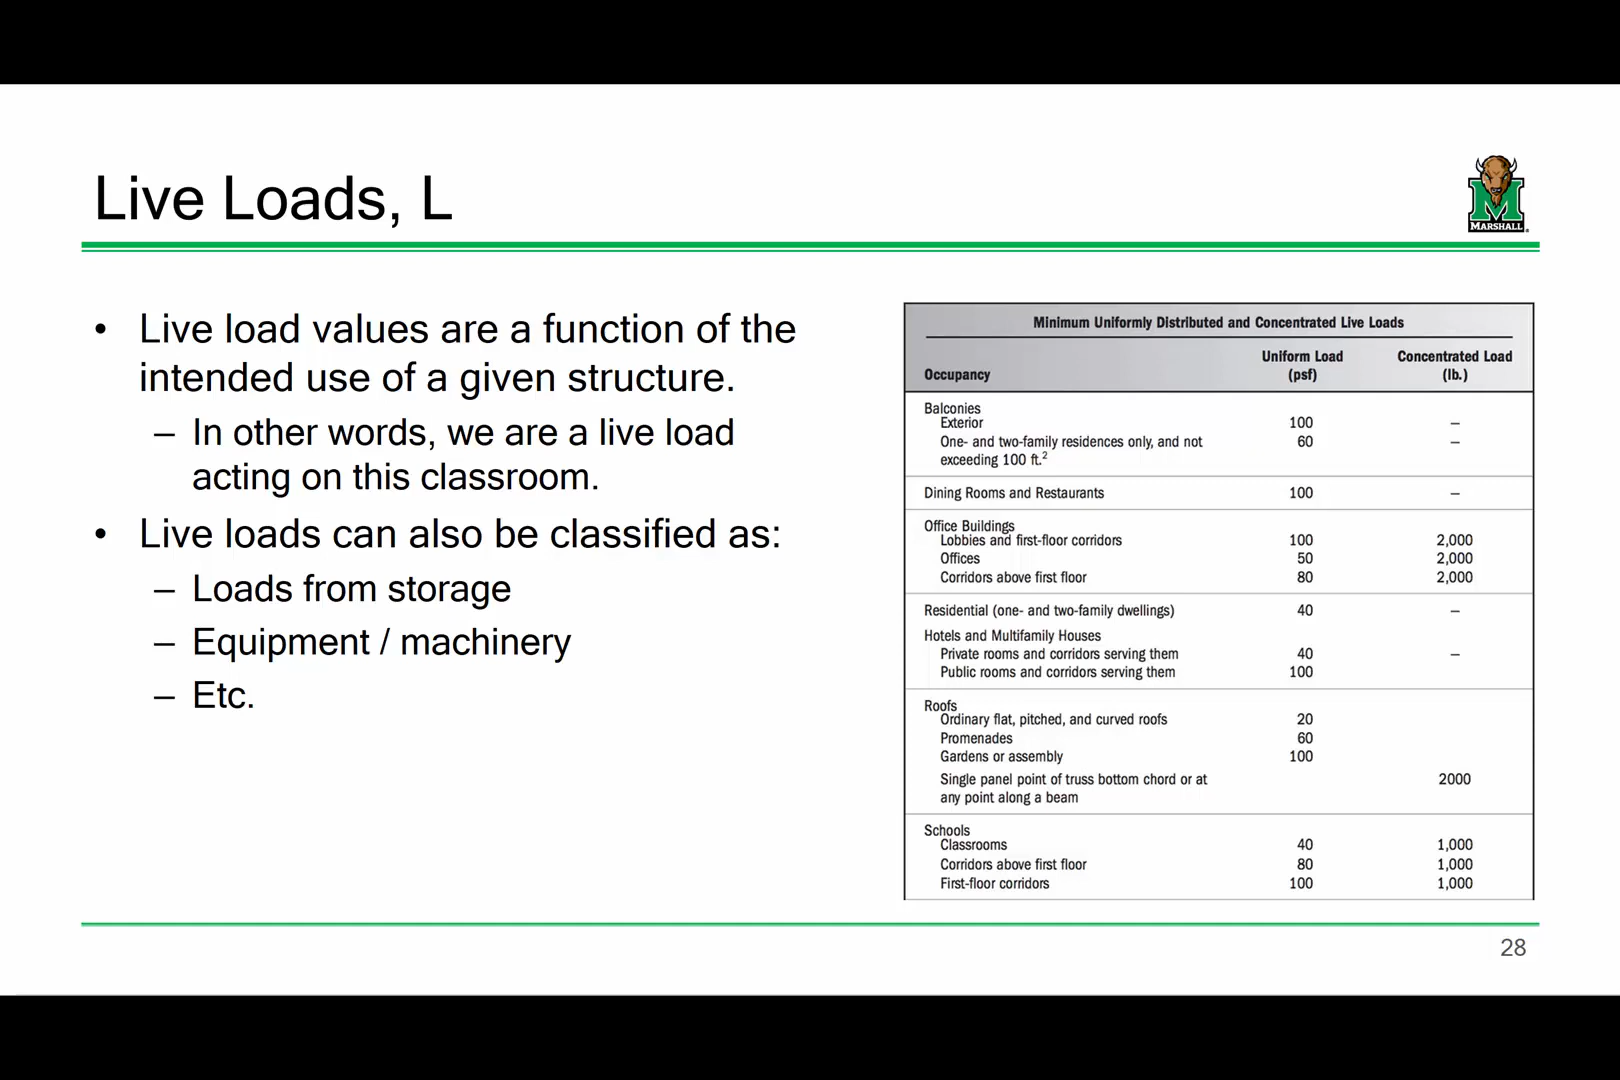 Live Loads, L
MARSHALL
• Live load values are a function of the
intended use of a given structure.
– In other words, we are a live load
acting on this classroom.
• Live loads can also be classified as:
– Loads from storage
– Equipment / machinery
– Etc.
Minimum Uniformly Distributed and Concentrated Live Loads
Uniform Load Concentrated Load
Occupancy (psf) (lb.)
Balconies
Exterior 100 –
One- and two-family residences only, and not 60 –
exceeding 100 ft.²
Dining Rooms and Restaurants 100 –
Office Buildings
Lobbies and first-floor corridors 100 2,000
Offices 50 2,000
Corridors above first floor 80 2,000
Residential (one- and two-family dwellings) 40 –
Hotels and Multifamily Houses
Private rooms and corridors serving them 40 –
Public rooms and corridors serving them 100
Roofs
Ordinary flat, pitched, and curved roofs 20
Promenades 60
Gardens or assembly 100
Single panel point of truss bottom chord or at 2000
any point along a beam
Schools
Classrooms 40 1,000
Corridors above first floor 80 1,000
First-floor corridors 100 1,000
28